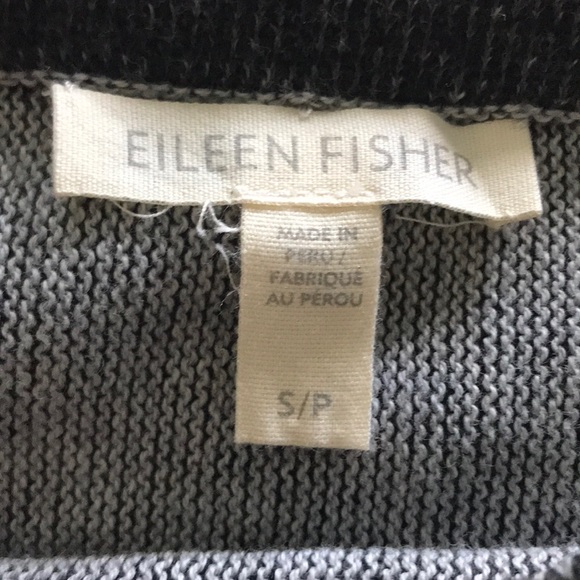 EILEEN FISHER
MADE IN
PERU /
FABRIQUÉ
AU PÉROU
S/P